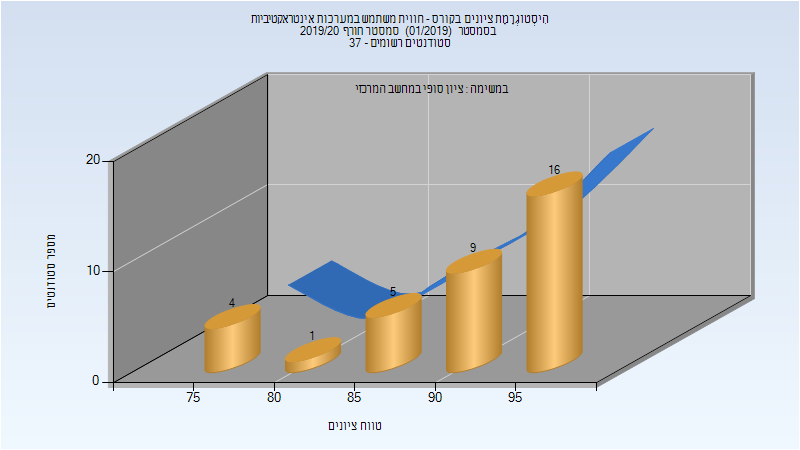 הִיסְטוֹגְרָמַת ציונים בקורס - חווית משתמש במערכות אינטראקטיביות
בסמסטר (01/2019) סמסטר חורף 2019/20
סטודנטים רשומים - 37
במשימה : ציון סופי במחשב המרכזי
מספר סטודנטים
20
10
0
4
1
5
9
16
75
80
85
90
95
טווח ציונים